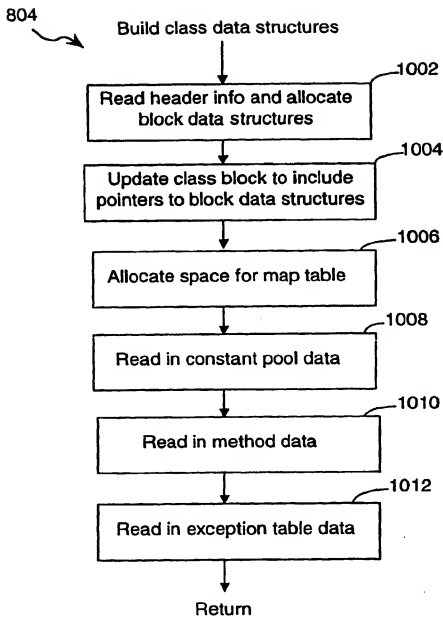 804
Build class data structures
1002
Read header info and allocate
block data structures
1004
Update class block to include
pointers to block data structures
1006
Allocate space for map table
1008
Read in constant pool data
1010
Read in method data
1012
Read in exception table data
Return